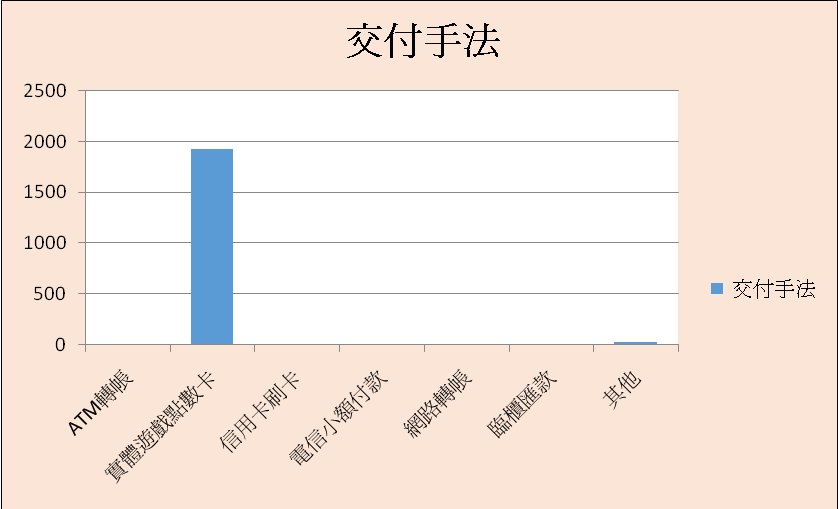 交付手法
2500
2000
1500
1000
500
0
交付手法
ATM轉帳
實體遊戲點數卡
信用卡刷卡
電信小額付款
網路轉帳
臨櫃匯款
其他